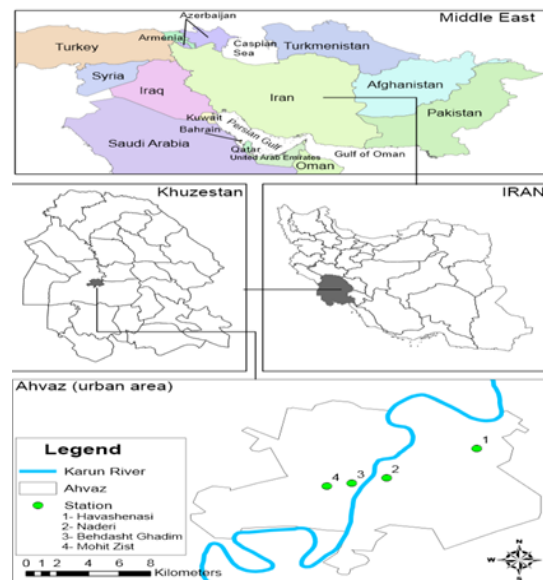 Middle East
Azerbaijan
Armenia
Caspian
Sea
Turkey
Turkmenistan
Syria
Iraq
Iran
Afghanistan
Pakistan
Kuwait
Bahrain
Persian Gulf
Qatar
United Arab Emirates
Saudi Arabia
Oman
Gulf of Oman
Khuzestan
IRAN
Ahvaz (urban area)
Legend
Karun River
Ahvaz
Station
1- Havashenasi
2- Naderi
3- Behdasht Ghadim
4- Mohit Zist
0 1 2 4 6 8
Kilometers
1
2
3
4
N
W E
S